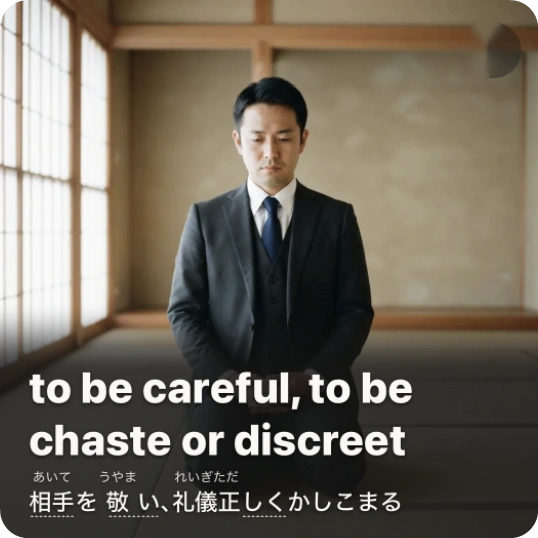 to be careful, to be
chaste or discreet
あいて うやま れいぎただ
相手を 敬 い、礼儀正しくかしこまる